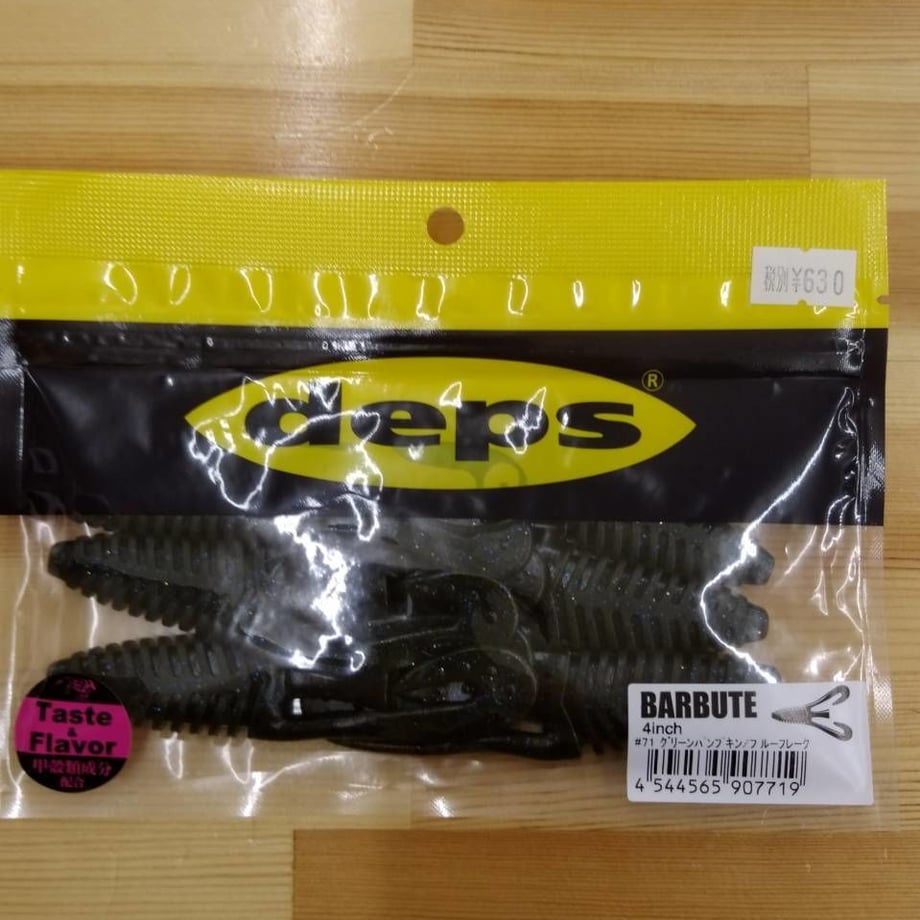 税別¥630
deps®
Taste
&
Flavor
甲殻類成分
配合
BARBUTE
4inch
#71 グリーンパンプキン/ブルーフレーク
4 544565 907719